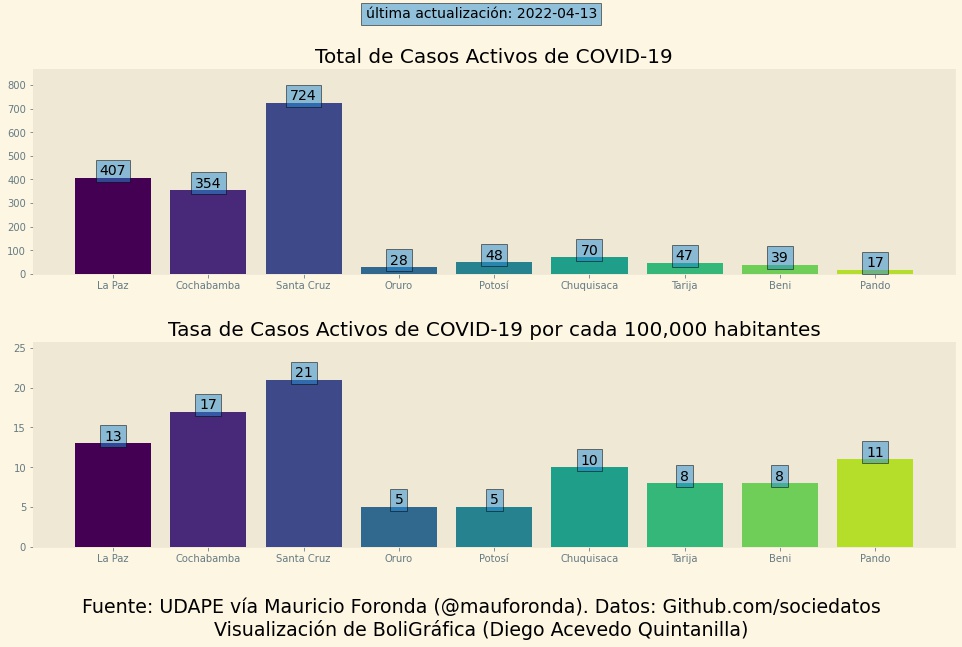 última actualización: 2022-04-13
Total de Casos Activos de COVID-19
800
700
600
500
400
300
200
100
0
407
354
724
28
48
70
47
39
17
La Paz
Cochabamba
Santa Cruz
Oruro
Potosí
Chuquisaca
Tarija
Beni
Pando
Tasa de Casos Activos de COVID-19 por cada 100,000 habitantes
25
20
15
10
5
0
13
17
21
5
5
10
8
8
11
La Paz
Cochabamba
Santa Cruz
Oruro
Potosí
Chuquisaca
Tarija
Beni
Pando
Fuente: UDAPE vía Mauricio Foronda (@mauforonda). Datos: Github.com/sociedatos
Visualización de BoliGráfica (Diego Acevedo Quintanilla)